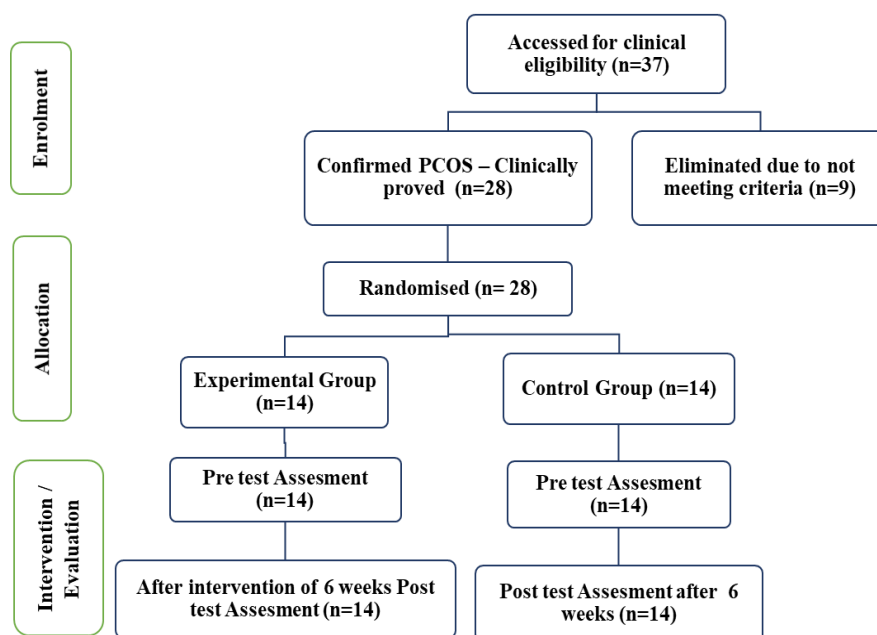 Enrolment
Accessed for clinical
eligibility (n=37)
Confirmed PCOS – Clinically
proved (n=28)
Eliminated due to not
meeting criteria (n=9)
Allocation
Randomised (n= 28)
Experimental Group
(n=14)
Control Group (n=14)
Intervention /
Evaluation
Pre test Assesment
(n=14)
Pre test Assesment
(n=14)
After intervention of 6 weeks Post
test Assesment (n=14)
Post test Assesment after 6
weeks (n=14)